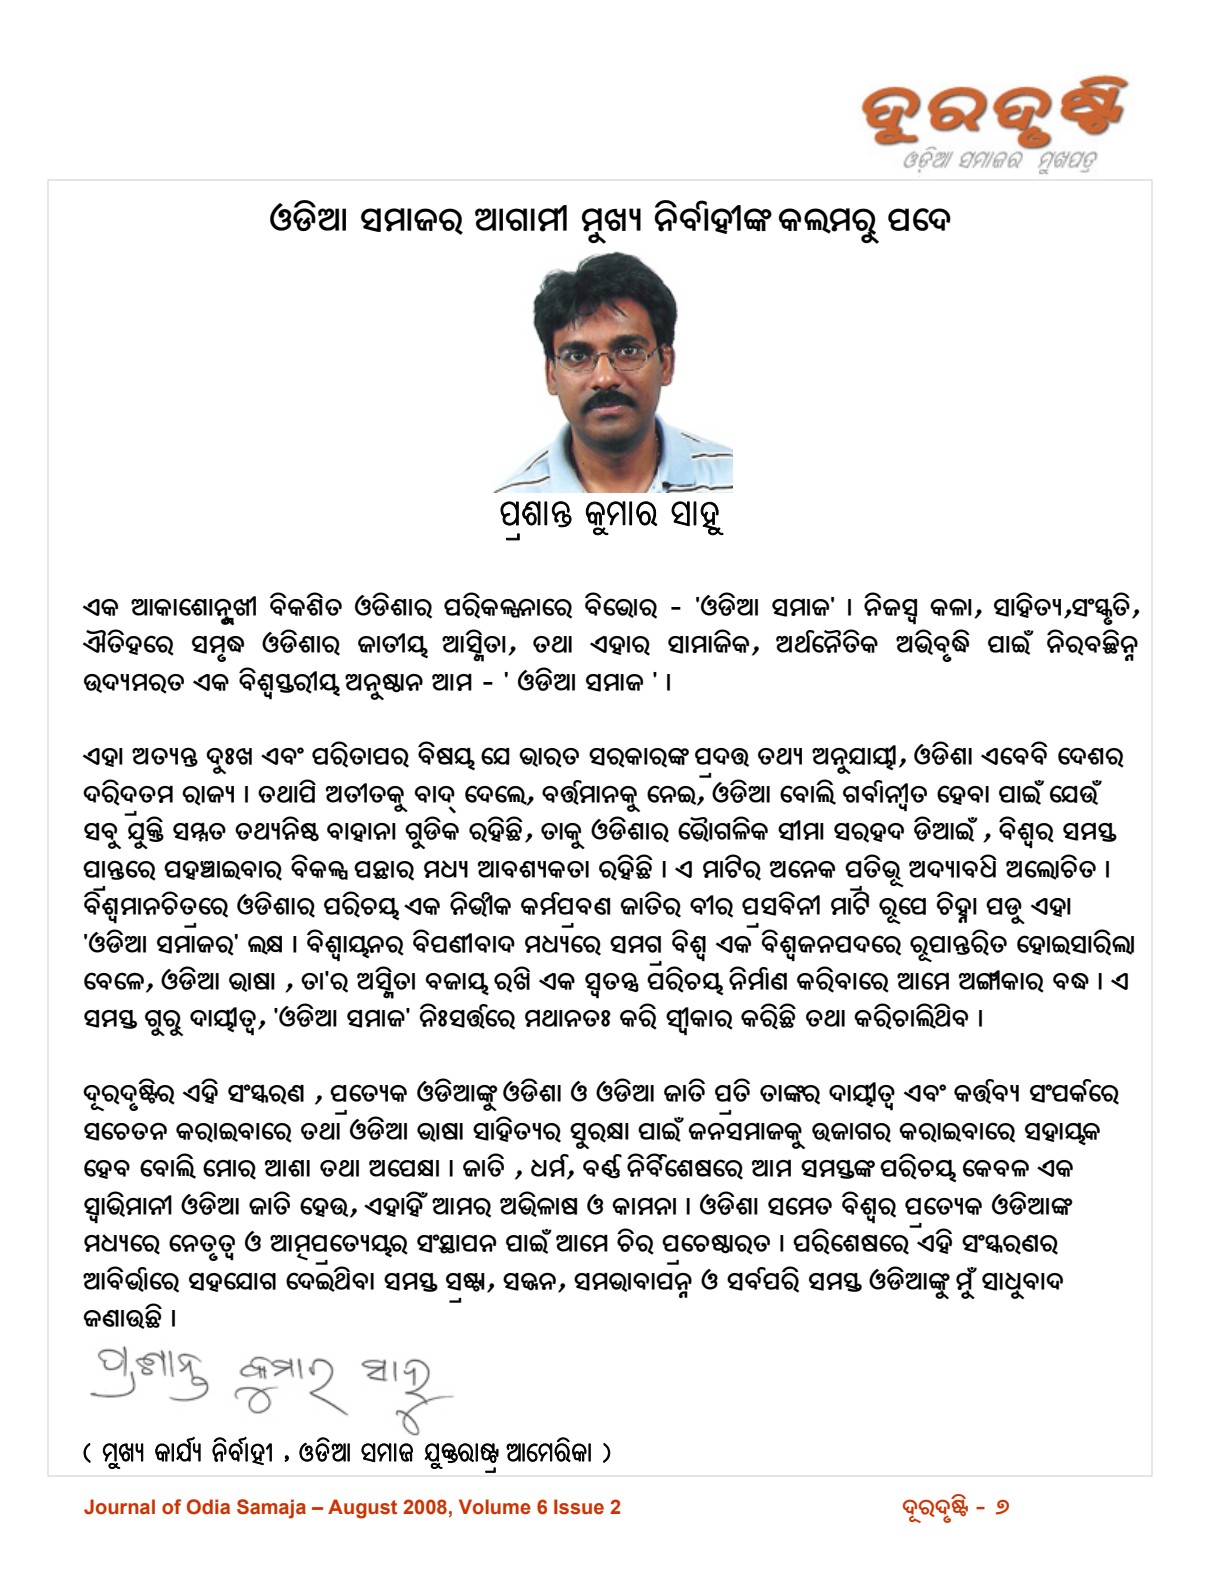 ଦୂରଦୃଷ୍ଟି
ଓଡ଼ିଆ ସମାଜର ମୁଖପତ୍ର
ଓଡିଆ ସମାଜର ଆଗାମୀ ମୁଖ୍ୟ ନିର୍ବାହୀଙ୍କ କଲମରୁ ପଦେ
ପ୍ରଶାନ୍ତ କୁମାର ସାହୁ
ଏକ ଆକାଶୋନ୍ମୁଖୀ ବିକଶିତ ଓଡିଶାର ପରିକଳ୍ପନାରେ ବିଭୋର - 'ଓଡିଆ ସମାଜ' । ନିଜସ୍ୱ କଳା, ସାହିତ୍ୟ,ସଂସ୍କୃତି,
ଐତିହରେ ସମୃଦ୍ଧ ଓଡିଶାର ଜାତୀୟ ଆସ୍ମିତା, ତଥା ଏହାର ସାମାଜିକ, ଅର୍ଥନୈତିକ ଅଭିବୃଦ୍ଧି ପାଇଁ ନିରବଚ୍ଛିନ୍ନ
ଉଦ୍ୟମରତ ଏକ ବିଶ୍ୱସ୍ତରୀୟ ଅନୁଷ୍ଠାନ ଆମ - ' ଓଡିଆ ସମାଜ ' ।
ଏହା ଅତ୍ୟନ୍ତ ଦୁଃଖ ଏବଂ ପରିତାପର ବିଷୟ ଯେ ଭାରତ ସରକାରଙ୍କ ପ୍ରଦତ୍ତ ତଥ୍ୟ ଅନୁଯାୟୀ, ଓଡିଶା ଏବେବି ଦେଶର
ଦରିଦ୍ରତମ ରାଜ୍ୟ । ତଥାପି ଅତୀତକୁ ବାଦ୍ ଦେଲେ, ବର୍ତ୍ତମାନକୁ ନେଇ, ଓଡିଆ ବୋଲି ଗର୍ବାନ୍ୱୀତ ହେବା ପାଇଁ ଯେଉଁ
ସବୁ ଯୁକ୍ତି ସମ୍ମତ ତଥ୍ୟନିଷ୍ଠ ବାହାନା ଗୁଡିକ ରହିଛି, ତାକୁ ଓଡିଶାର ଭୌଗଳିକ ସୀମା ସରହଦ ଡିଆଇଁ , ବିଶ୍ୱର ସମସ୍ତ
ପ୍ରାନ୍ତରେ ପହଞ୍ଚାଇବାର ବିକଳ୍ପ ପନ୍ଥାର ମଧ୍ୟ ଆବଶ୍ୟକତା ରହିଛି । ଏ ମାଟିର ଅନେକ ପ୍ରତିଭୂ ଅଦ୍ୟାବଧି ଅଲୋଚିତ ।
ବିଶ୍ୱମାନଚିତ୍ରରେ ଓଡିଶାର ପରିଚୟ ଏକ ନିର୍ଭୀକ କର୍ମପ୍ରବଣ ଜାତିର ବୀର ପ୍ରସବିନୀ ମାଟି ରୂପେ ଚିହ୍ନା ପଡୁ ଏହା
'ଓଡିଆ ସମାଜର' ଲକ୍ଷ । ବିଶ୍ୱାୟନର ବିପଣୀବାଦ ମଧ୍ୟରେ ସମଗ୍ର ବିଶ୍ୱ ଏକ ବିଶ୍ୱଜନପଦରେ ରୂପାନ୍ତରିତ ହୋଇସାରିଲା
ବେଳେ, ଓଡିଆ ଭାଷା , ତା'ର ଅସ୍ମିତା ବଜାୟ ରଖି ଏକ ସ୍ୱତନ୍ତ୍ର ପରିଚୟ ନିର୍ମାଣ କରିବାରେ ଆମେ ଅଙ୍ଗୀକାର ବଦ୍ଧ । ଏ
ସମସ୍ତ ଗୁରୁ ଦାୟୀତ୍ୱ, 'ଓଡିଆ ସମାଜ' ନିଃସର୍ତ୍ତରେ ମଥାନତଃ କରି ସ୍ୱୀକାର କରିଛି ତଥା କରିଚାଲିଥିବ ।
ଦୂରଦୃଷ୍ଟିର ଏହି ସଂସ୍କରଣ , ପ୍ରତ୍ୟେକ ଓଡିଆଙ୍କୁ ଓଡିଶା ଓ ଓଡିଆ ଜାତି ପ୍ରତି ତାଙ୍କର ଦାୟୀତ୍ୱ ଏବଂ କର୍ତ୍ତବ୍ୟ ସଂପର୍କରେ
ସଚେତନ କରାଇବାରେ ତଥା ଓଡିଆ ଭାଷା ସାହିତ୍ୟର ସୁରକ୍ଷା ପାଇଁ ଜନସମାଜକୁ ଉଜାଗର କରାଇବାରେ ସହାୟକ
ହେବ ବୋଲି ମୋର ଆଶା ତଥା ଅପେକ୍ଷା । ଜାତି , ଧର୍ମ, ବର୍ଣ୍ଣ ନିର୍ବିଶେଷରେ ଆମ ସମସ୍ତଙ୍କ ପରିଚୟ କେବଳ ଏକ
ସ୍ୱାଭିମାନୀ ଓଡିଆ ଜାତି ହେଉ, ଏହାହିଁ ଆମର ଅଭିଳାଷ ଓ କାମନା । ଓଡିଶା ସମେତ ବିଶ୍ୱର ପ୍ରତ୍ୟେକ ଓଡିଆଙ୍କ
ମଧ୍ୟରେ ନେତୃତ୍ୱ ଓ ଆତ୍ମପ୍ରତ୍ୟେୟର ସଂସ୍ଥାପନ ପାଇଁ ଆମେ ଚିର ପ୍ରଚେଷ୍ଠାରତ । ପରିଶେଷରେ ଏହି ସଂସ୍କରଣର
ଆବିର୍ଭାରେ ସହଯୋଗ ଦେଇଥିବା ସମସ୍ତ ସ୍ରଷ୍ଟା, ସଜ୍ଜନ, ସମଭାବାପନ୍ନ ଓ ସର୍ବପରି ସମସ୍ତ ଓଡିଆଙ୍କୁ ମୁଁ ସାଧୁବାଦ
ଜଣାଉଛି ।
ପ୍ରଶାନ୍ତ କୁମାର ସାହୁ
( ମୁଖ୍ୟ କାର୍ଯ୍ୟ ନିର୍ବାହୀ , ଓଡିଆ ସମାଜ ଯୁକ୍ତରାଷ୍ଟ୍ର ଆମେରିକା )
Journal of Odia Samaja – August 2008, Volume 6 Issue 2 ଦୂରଦୃଷ୍ଟି - ୭